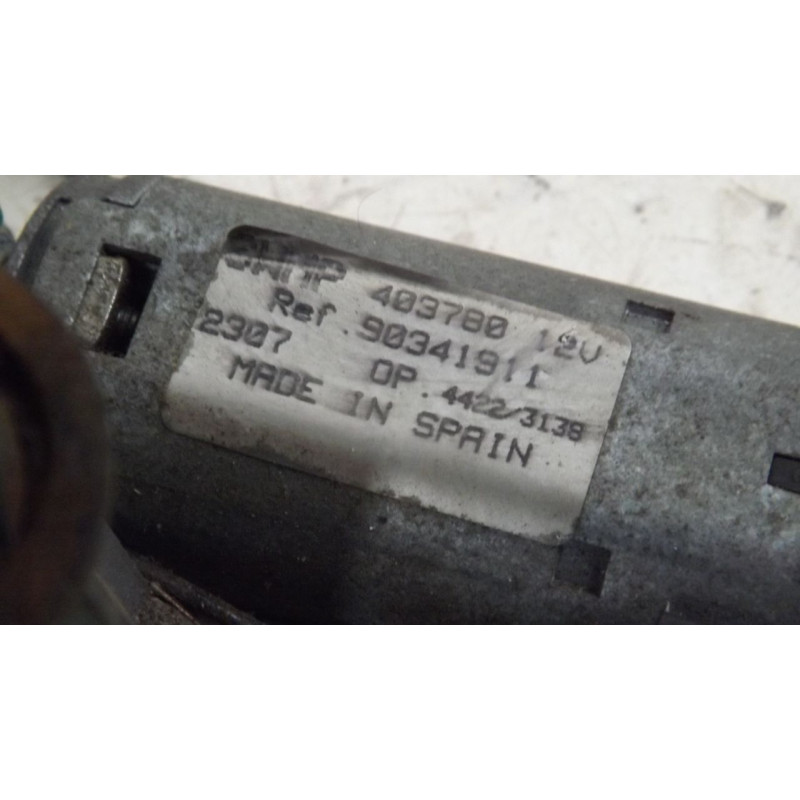 403780 12V
Ref. 90341911
2307 OP. 4422/3138
MADE IN SPAIN